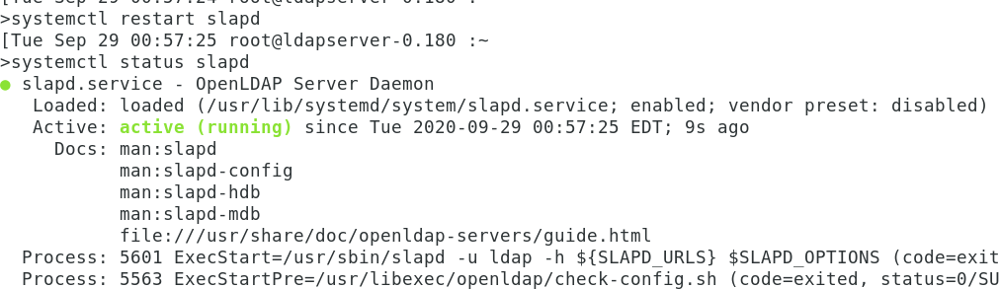 [Tue Sep 29 00:57:24 root@ldapserver-0.180 :~
>systemctl restart slapd
[Tue Sep 29 00:57:25 root@ldapserver-0.180 :~
>systemctl status slapd
● slapd.service - OpenLDAP Server Daemon
Loaded: loaded (/usr/lib/systemd/system/slapd.service; enabled; vendor preset: disabled)
Active: active (running) since Tue 2020-09-29 00:57:25 EDT; 9s ago
Docs: man:slapd
man:slapd-config
man:slapd-hdb
man:slapd-mdb
file:///usr/share/doc/openldap-servers/guide.html
Process: 5601 ExecStart=/usr/sbin/slapd -u ldap -h ${SLAPD_URLS} $SLAPD_OPTIONS (code=exit
Process: 5563 ExecStartPre=/usr/libexec/openldap/check-config.sh (code=exited, status=0/SU